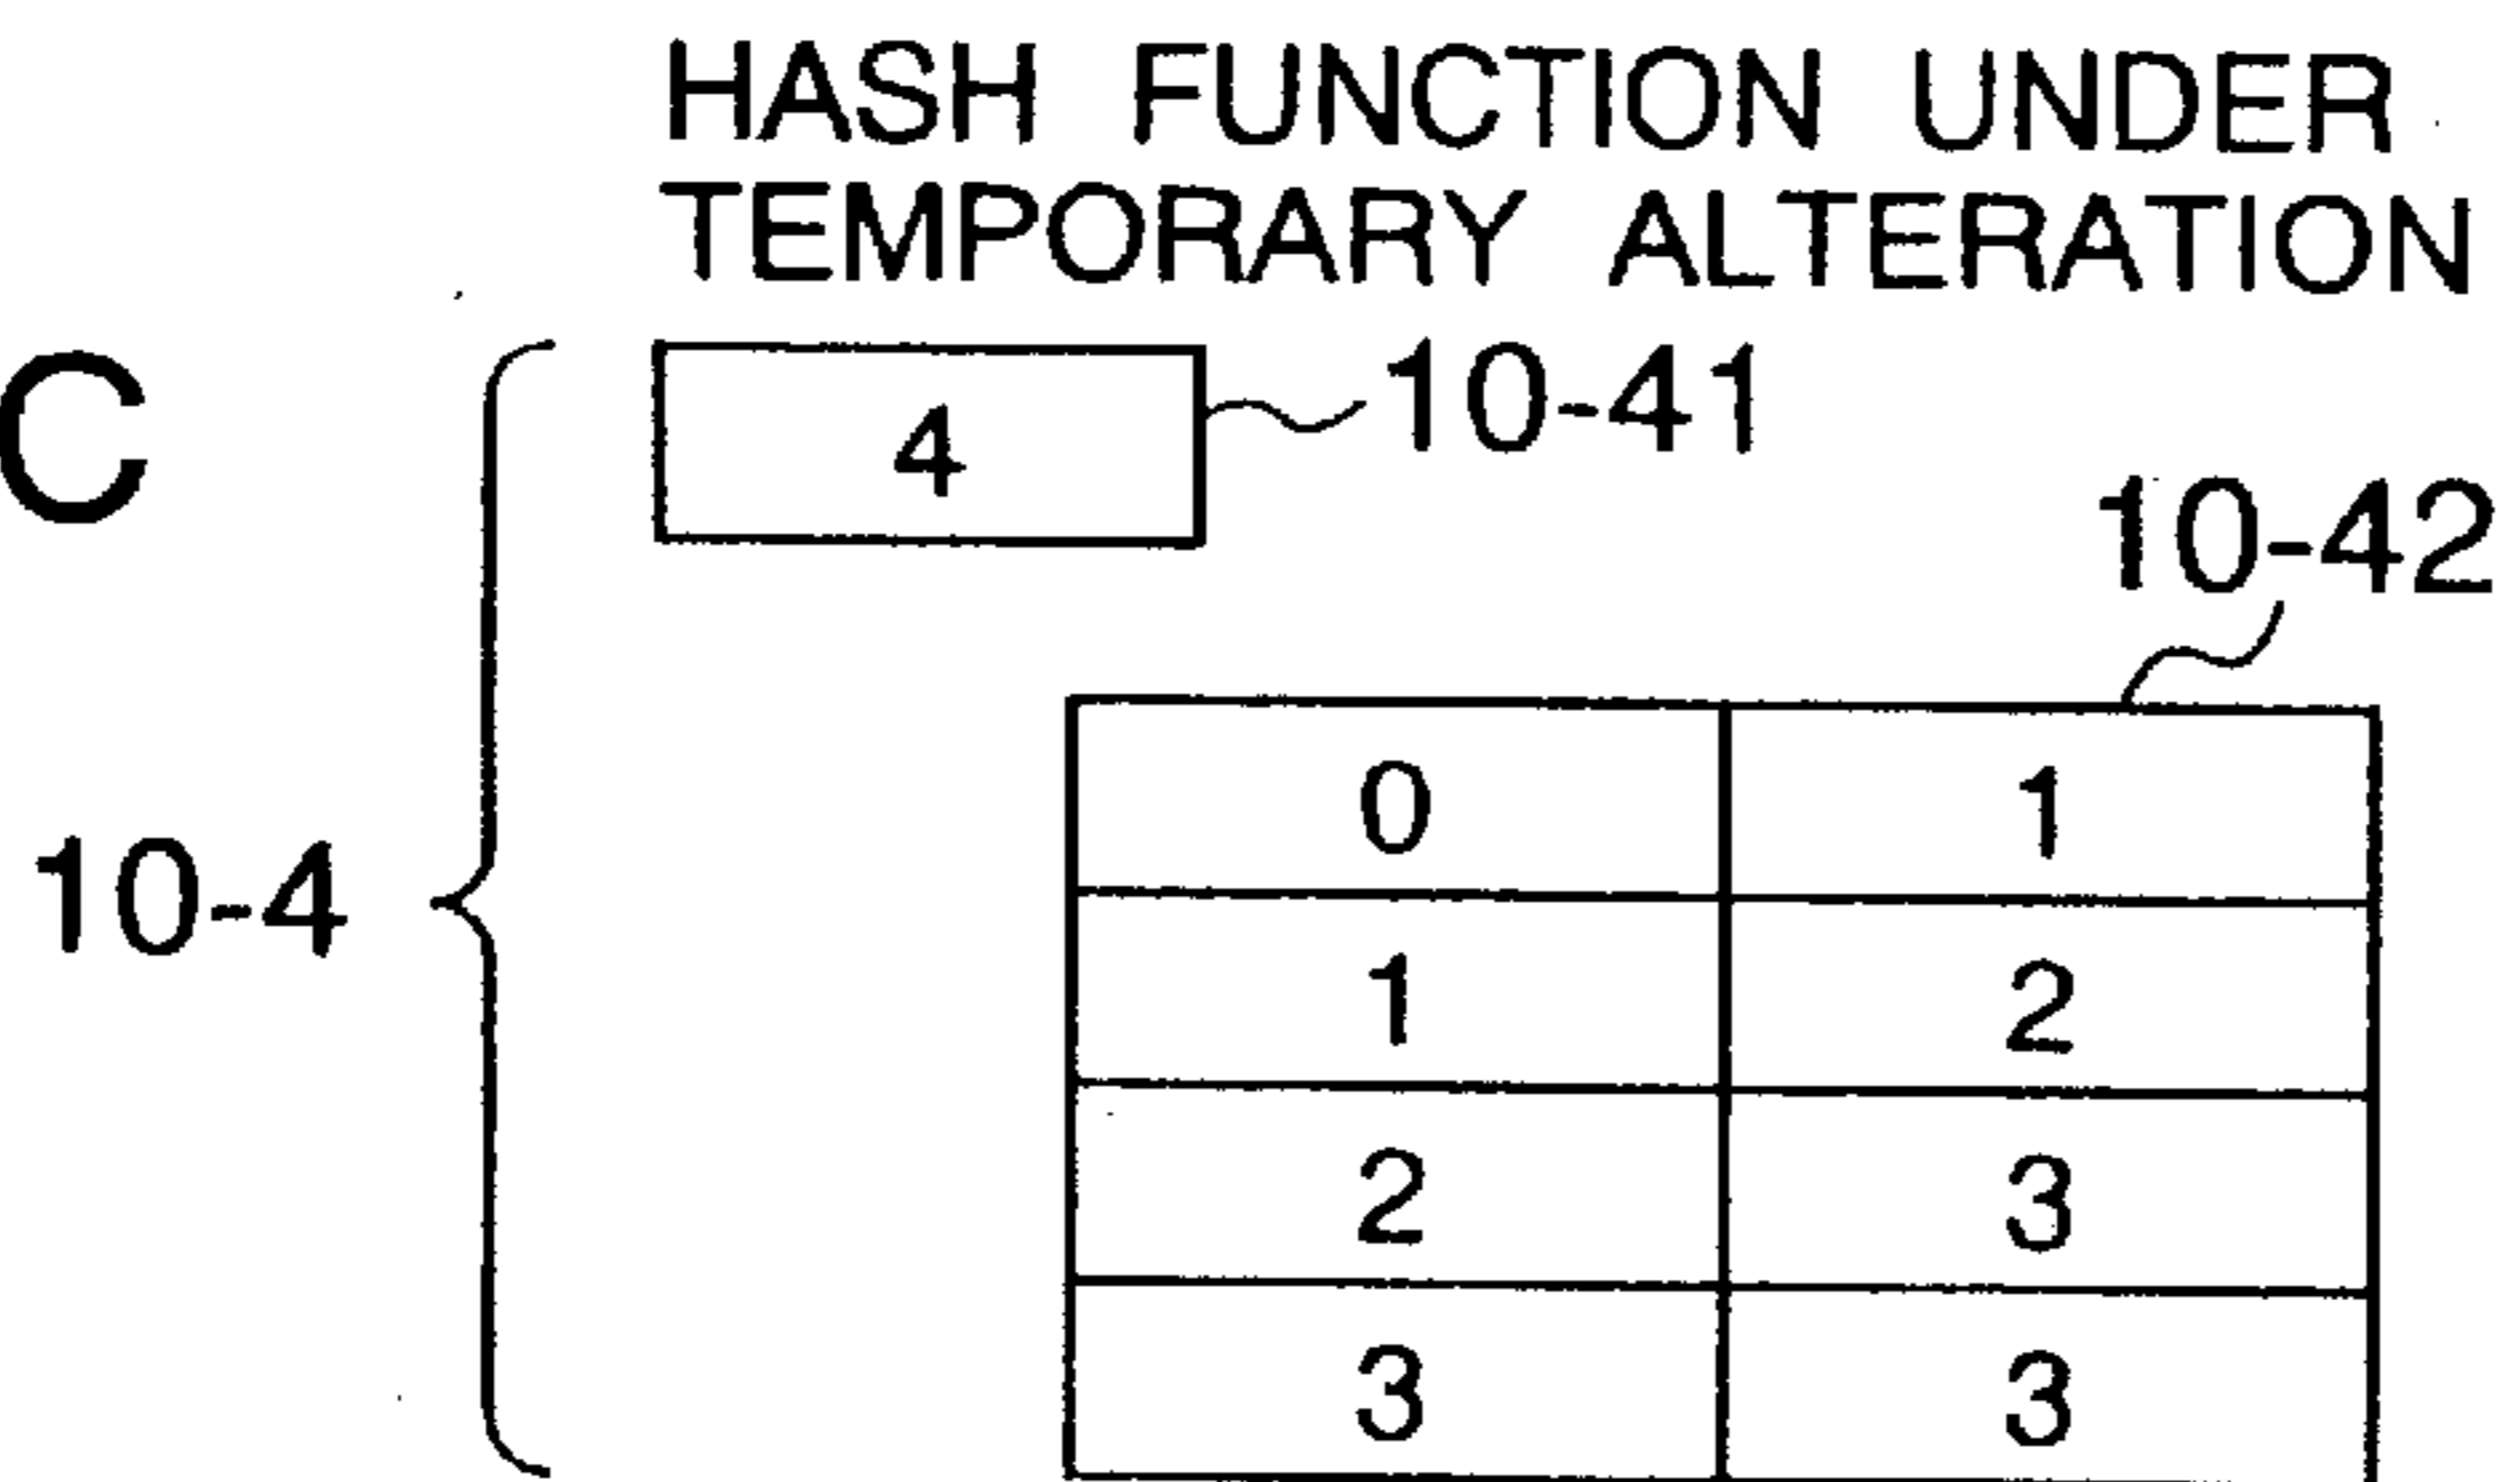 HASH FUNCTION UNDER
TEMPORARY ALTERATION
C
4 10-41
10-42
10-4
0 1
1 2
2 3
3 3